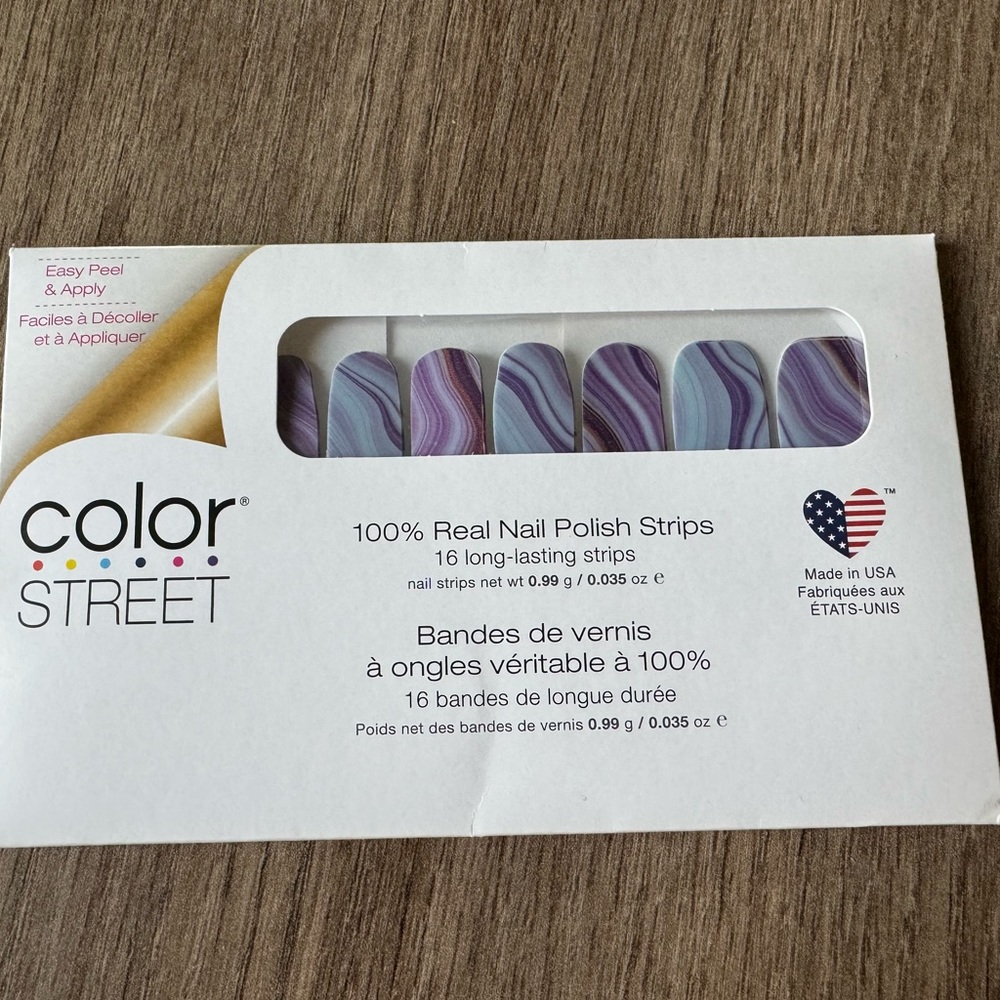 Easy Peel
& Apply
Faciles à Décoller
et à Appliquer
color®
STREET
100% Real Nail Polish Strips
16 long-lasting strips
nail strips net wt 0.99 g / 0.035 oz e
Bandes de vernis
à ongles véritable à 100%
16 bandes de longue durée
Poids net des bandes de vernis 0.99 g / 0.035 oz e
™
Made in USA
Fabriquées aux
ÉTATS-UNIS